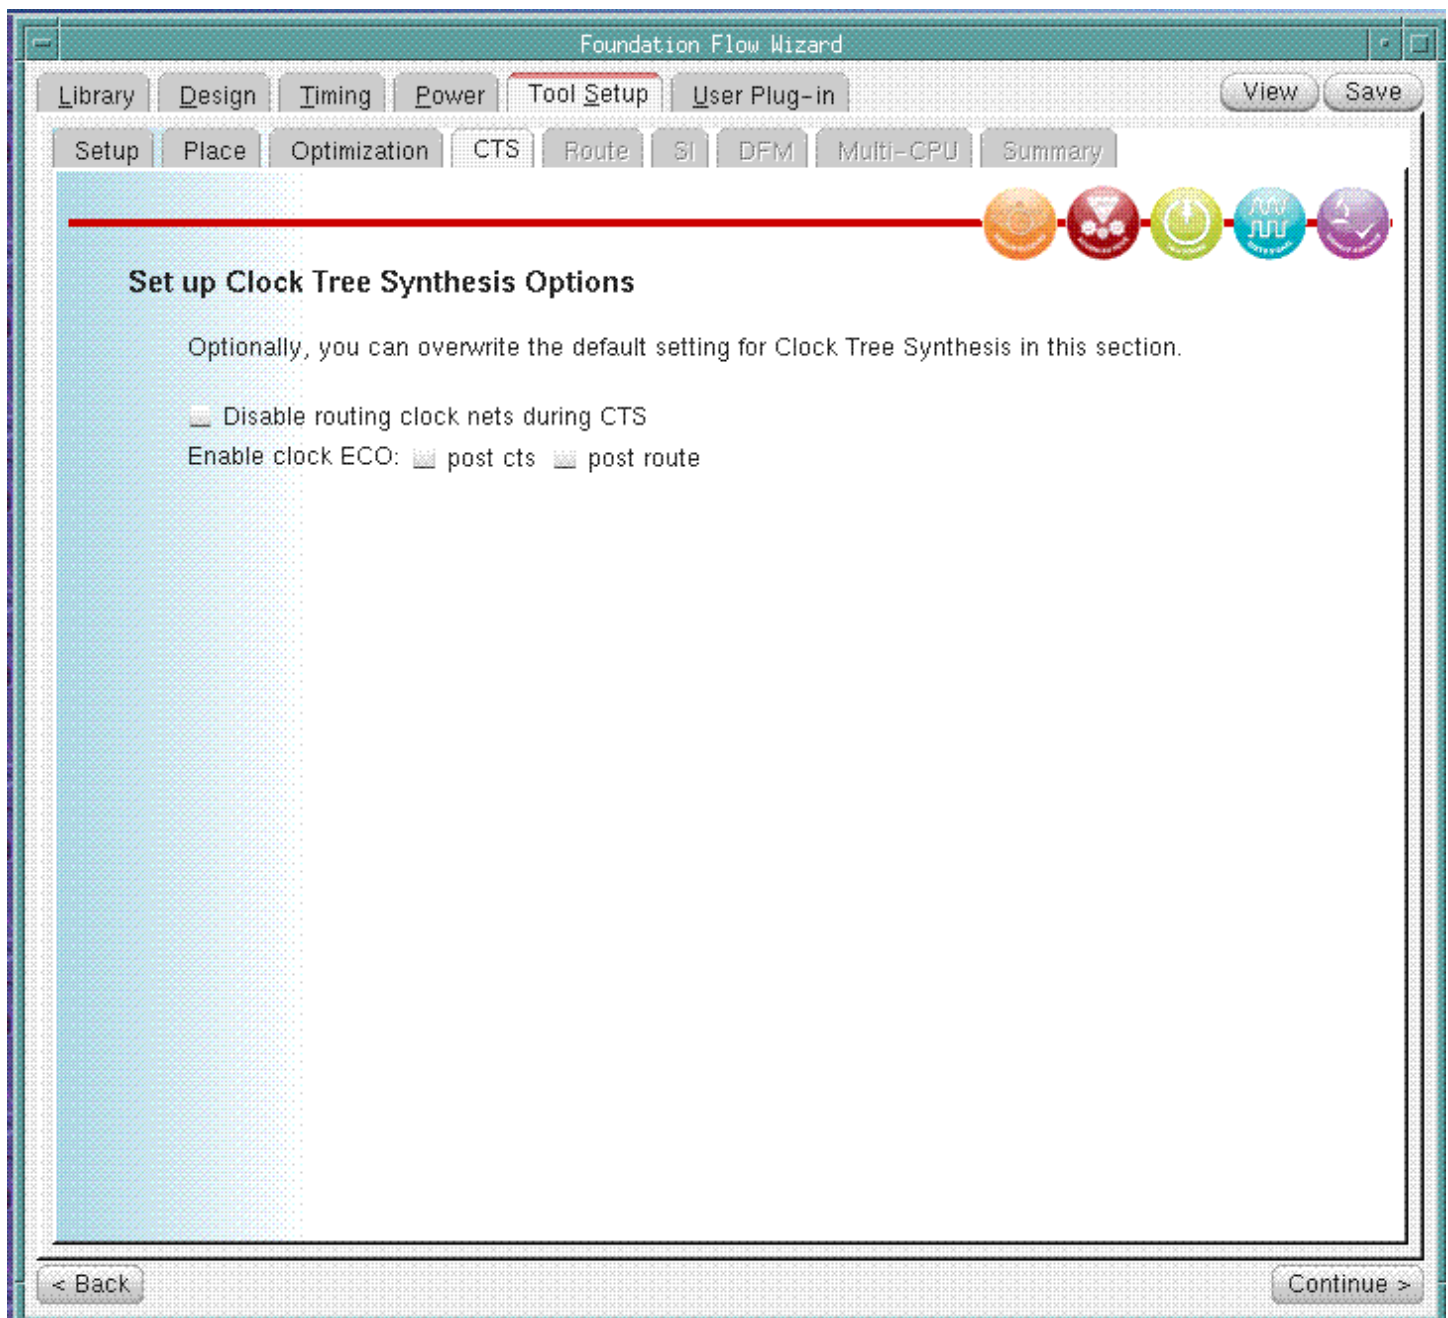 Foundation Flow Wizard
Library Design Timing Power Tool Setup User Plug-in View Save
Setup Place Optimization CTS Route SI DFM Multi-CPU Summary
Set up Clock Tree Synthesis Options
Optionally, you can overwrite the default setting for Clock Tree Synthesis in this section.
Disable routing clock nets during CTS
Enable clock ECO: post cts post route
< Back Continue >